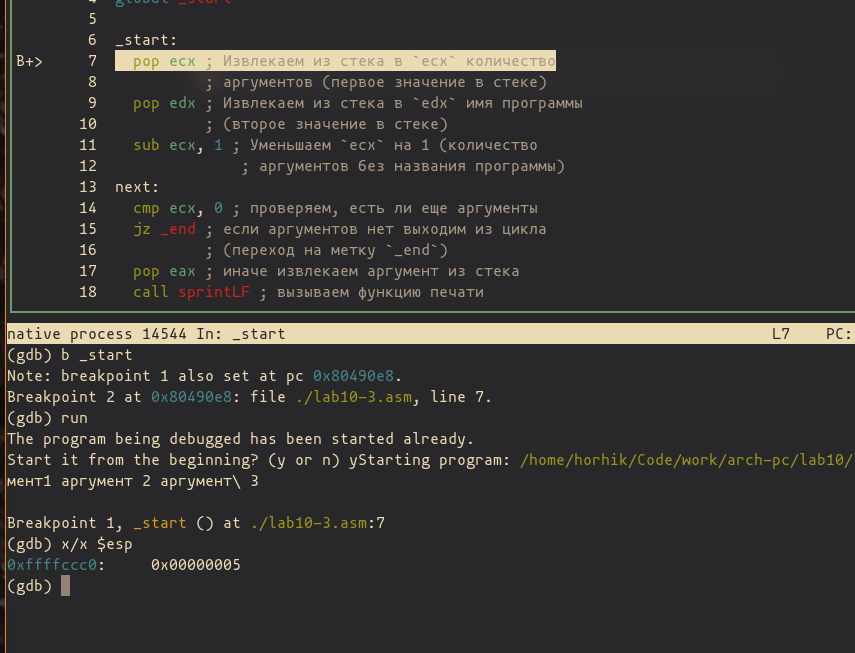 4 global _start
5
6 _start:
B+> 7 pop ecx ; Извлекаем из стека в `ecx` количество
8 ; аргументов (первое значение в стеке)
9 pop edx ; Извлекаем из стека в `edx` имя программы
10 ; (второе значение в стеке)
11 sub ecx, 1 ; Уменьшаем `ecx` на 1 (количество
12 ; аргументов без названия программы)
13 next:
14 cmp ecx, 0 ; проверяем, есть ли еще аргументы
15 jz _end ; если аргументов нет выходим из цикла
16 ; (переход на метку `_end`)
17 pop eax ; иначе извлекаем аргумент из стека
18 call sprintLF ; вызываем функцию печати
native process 14544 In: _start L7 PC:
(gdb) b _start
Note: breakpoint 1 also set at pc 0x80490e8.
Breakpoint 2 at 0x80490e8: file ./lab10-3.asm, line 7.
(gdb) run
The program being debugged has been started already.
Start it from the beginning? (y or n) yStarting program: /home/horhik/Code/work/arch-pc/lab10/
мент1 аргумент 2 аргумент\ 3
Breakpoint 1, _start () at ./lab10-3.asm:7
(gdb) x/x $esp
0xffffccc0: 0x00000005
(gdb)